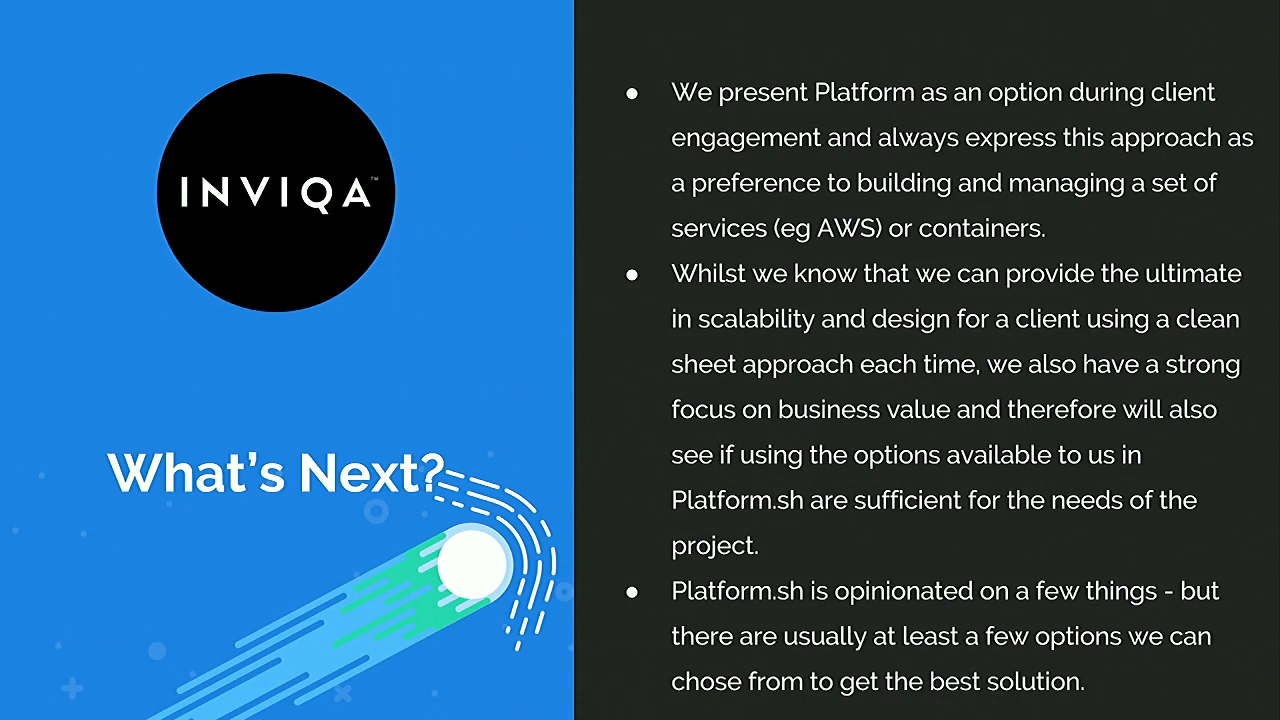 INVIQA™
What's Next?
● We present Platform as an option during client
engagement and always express this approach as
a preference to building and managing a set of
services (eg AWS) or containers.
● Whilst we know that we can provide the ultimate
in scalability and design for a client using a clean
sheet approach each time, we also have a strong
focus on business value and therefore will also
see if using the options available to us in
Platform.sh are sufficient for the needs of the
project.
● Platform.sh is opinionated on a few things - but
there are usually at least a few options we can
chose from to get the best solution.